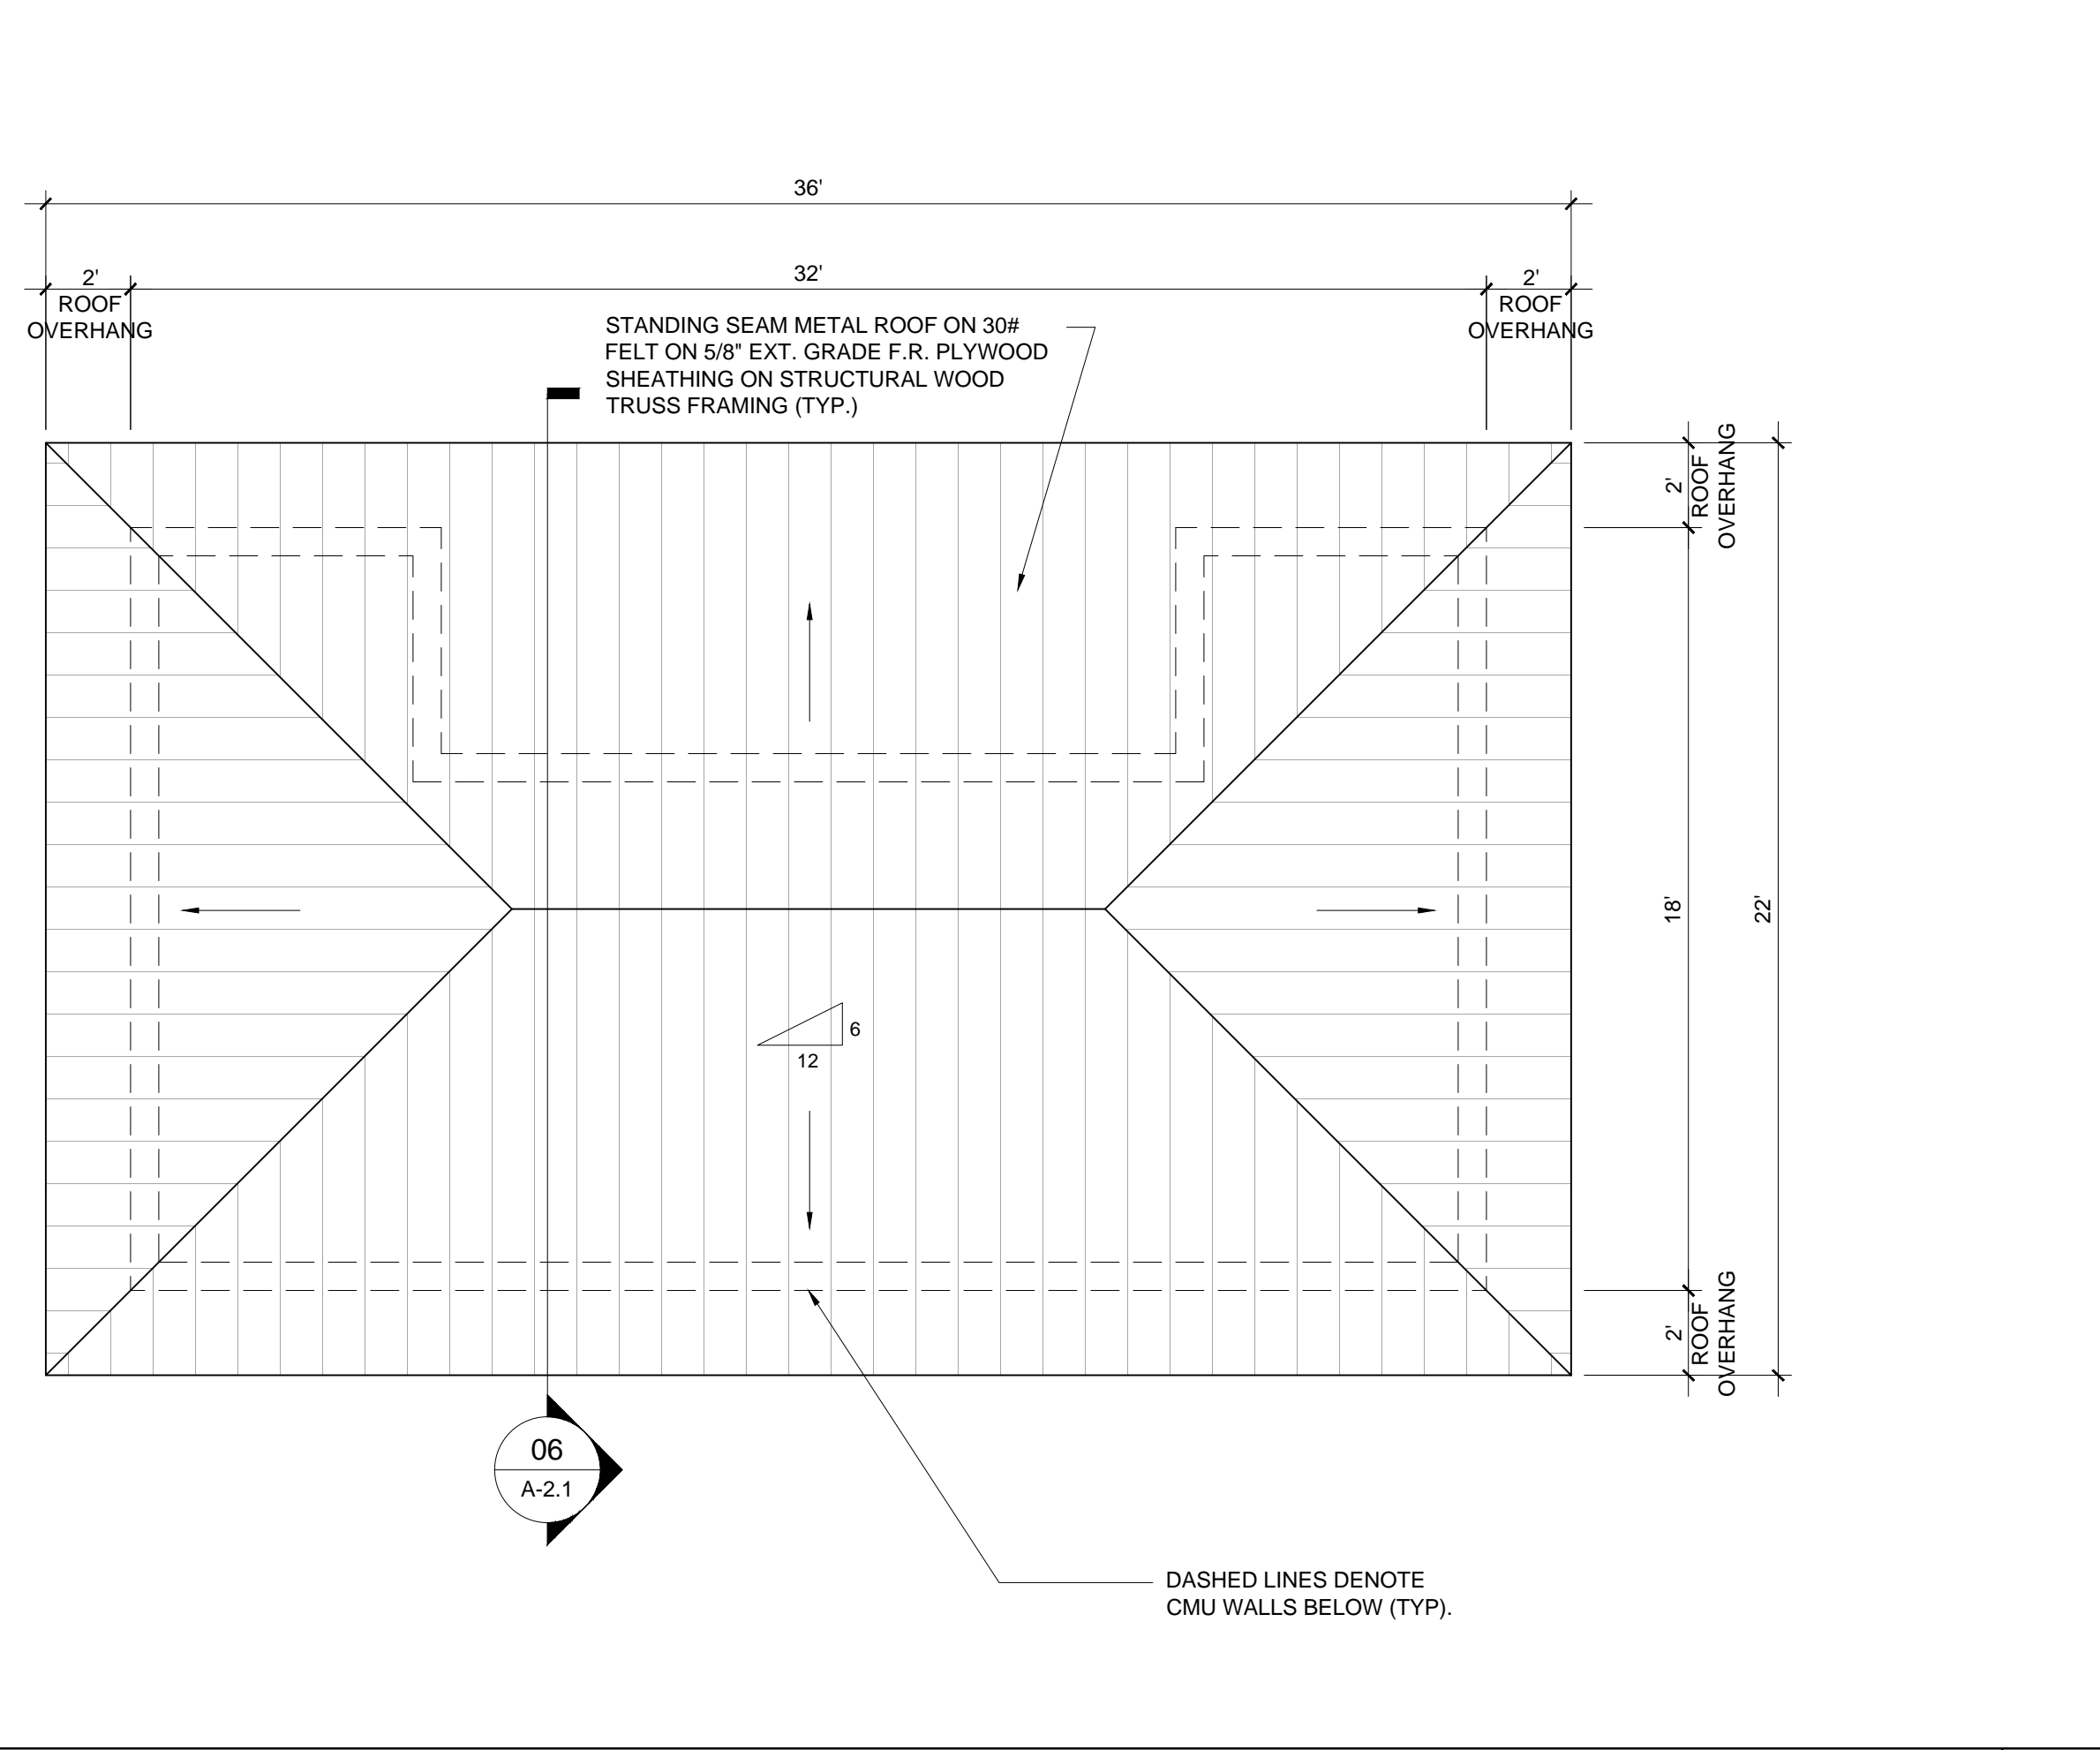 36'
32'
2'
ROOF
OVERHANG
2'
ROOF
OVERHANG
STANDING SEAM METAL ROOF ON 30#
FELT ON 5/8" EXT. GRADE F.R. PLYWOOD
SHEATHING ON STRUCTURAL WOOD
TRUSS FRAMING (TYP.)
2'
ROOF
OVERHANG
18'
22'
6
12
2'
ROOF
OVERHANG
06
A-2.1
DASHED LINES DENOTE
CMU WALLS BELOW (TYP).